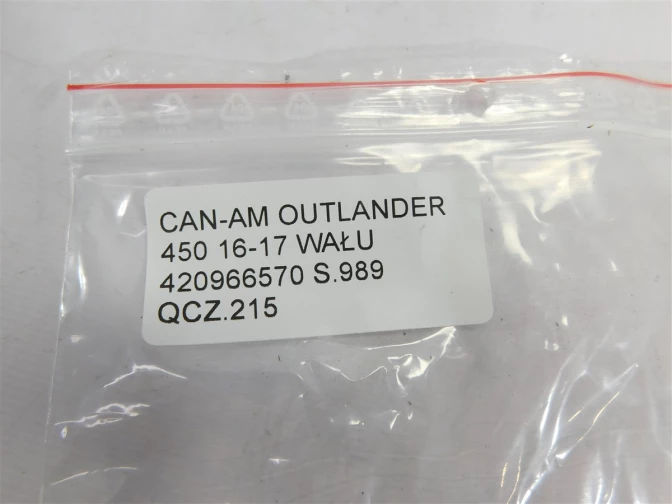 CAN-AM OUTLANDER
450 16-17 WAŁU
420966570 S.989
QCZ.215